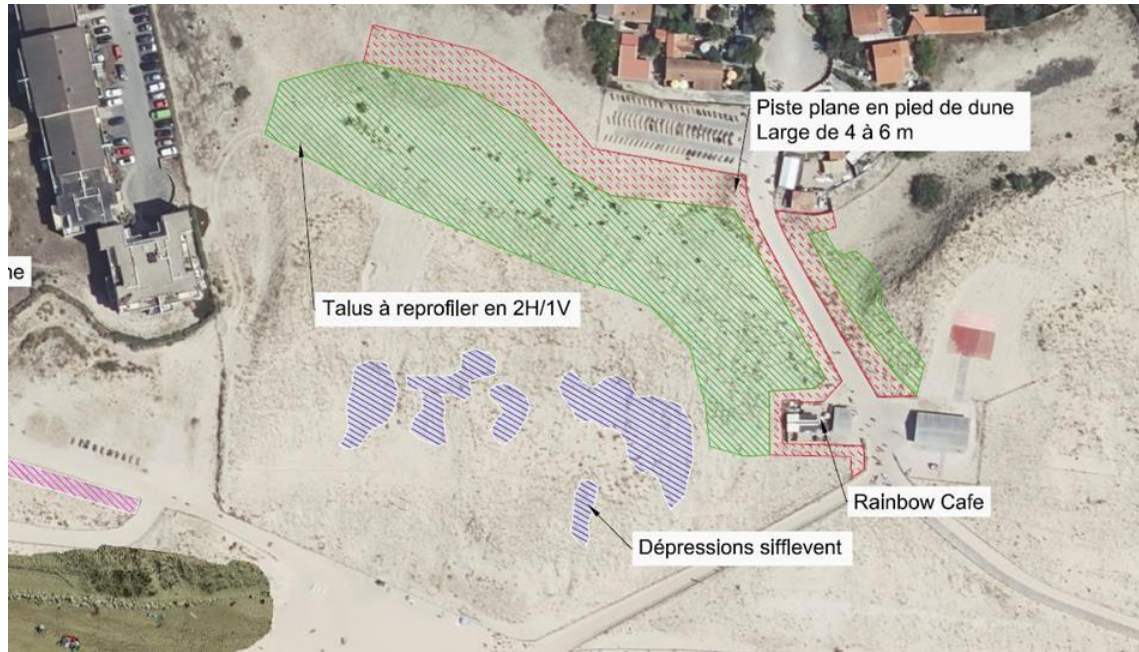 Piste plane en pied de dune
Large de 4 à 6 m
ne
Talus à reprofiler en 2H/1V
Rainbow Cafe
Dépressions sifflevent